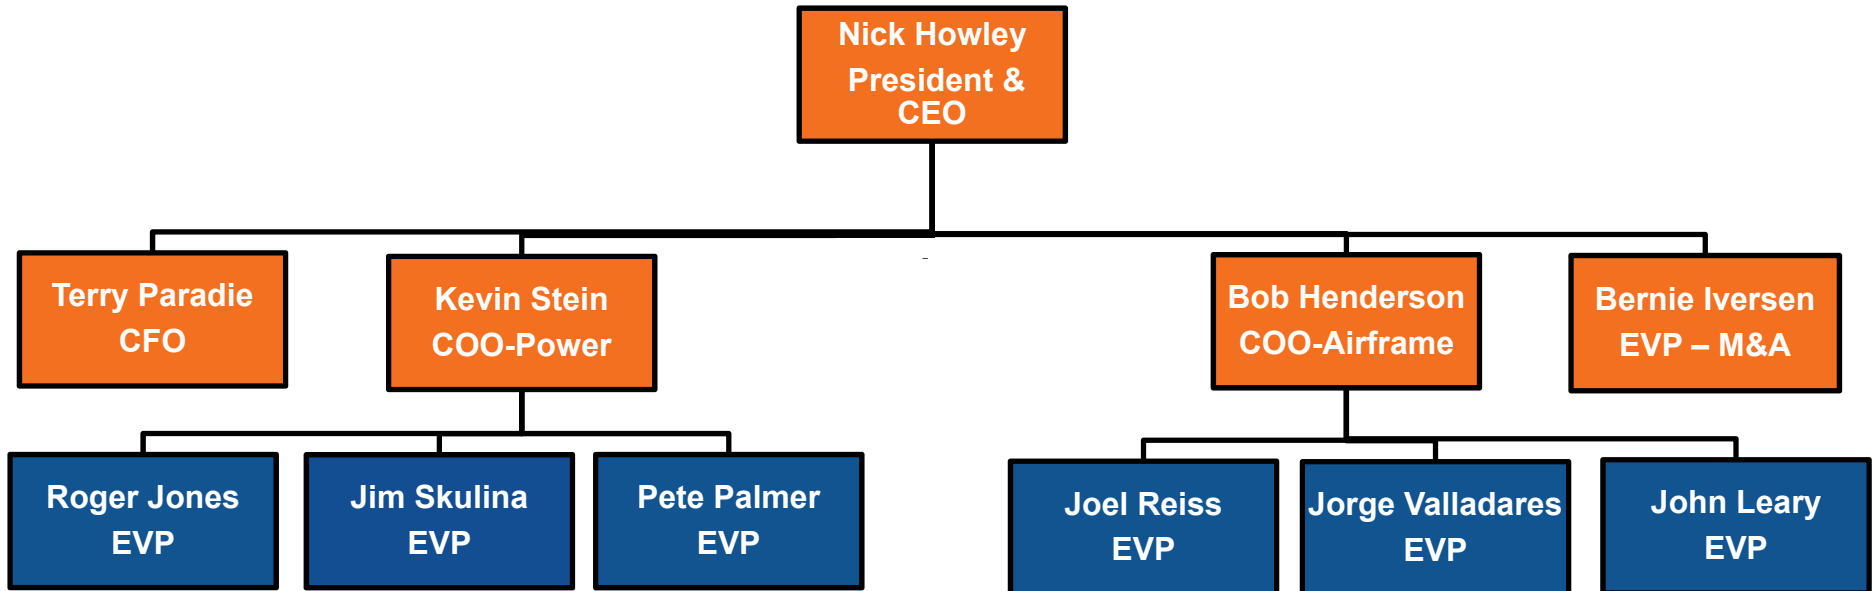 Nick Howley
President &
CEO
Terry Paradie
CFO
Kevin Stein
COO-Power
Bob Henderson
COO-Airframe
Bernie Iversen
EVP – M&A
Roger Jones
EVP
Jim Skulina
EVP
Pete Palmer
EVP
Joel Reiss
EVP
Jorge Valladares
EVP
John Leary
EVP